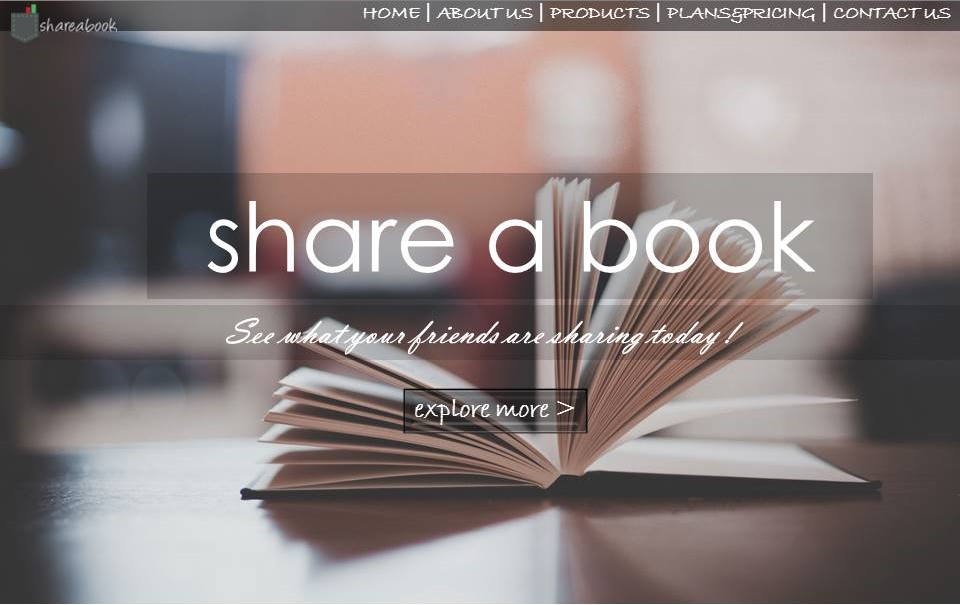 shareabook
HOME | ABOUT US | PRODUCTS | PLANS&PRICING | CONTACT US
share a book
See what your friends are sharing today !
explore more >